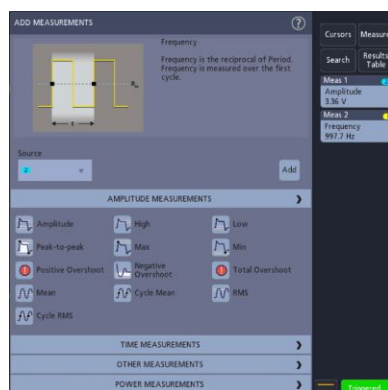 ADD MEASUREMENTS
?
Frequency
Frequency is the reciprocal of Period.
Frequency is measured over the first
cycle.
Source
2
Add
AMPLITUDE MEASUREMENTS
Amplitude
High
Low
Peak-to-peak
Max
Min
Positive Overshoot
Negative
Overshoot
Total Overshoot
Mean
Cycle Mean
RMS
Cycle RMS
TIME MEASUREMENTS
OTHER MEASUREMENTS
POWER MEASUREMENTS
Cursors
Measure
Search
Results
Table
Meas 1
Amplitude
3.36 V
Meas 2
Frequency
997.7 Hz
Triggered